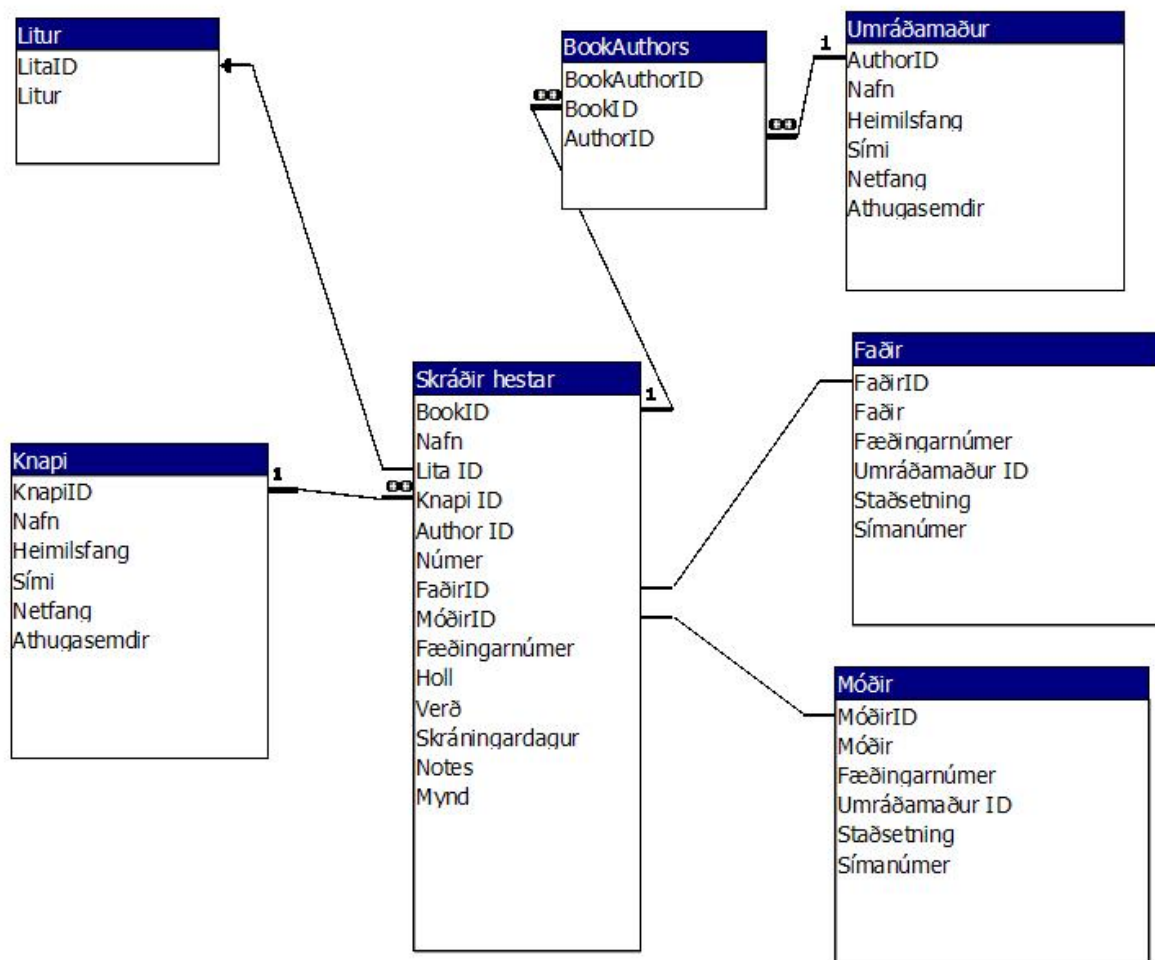 Litur
LitaID
Litur
BookAuthors
BookAuthorID
BookID
AuthorID
∞
∞
1
Umráðamaður
AuthorID
Nafn
Heimilsfang
Sími
Netfang
Athugasemdir
Knapi
KnapiID
Nafn
Heimilsfang
Sími
Netfang
Athugasemdir
1
∞
Skráðir hestar
BookID
Nafn
Lita ID
Knapi ID
Author ID
Númer
FaðirID
MóðirID
Fæðingarnúmer
Holl
Verð
Skráningardagur
Notes
Mynd
1
Faðir
FaðirID
Faðir
Fæðingarnúmer
Umráðamaður ID
Staðsetning
Símanúmer
Móðir
MóðirID
Móðir
Fæðingarnúmer
Umráðamaður ID
Staðsetning
Símanúmer